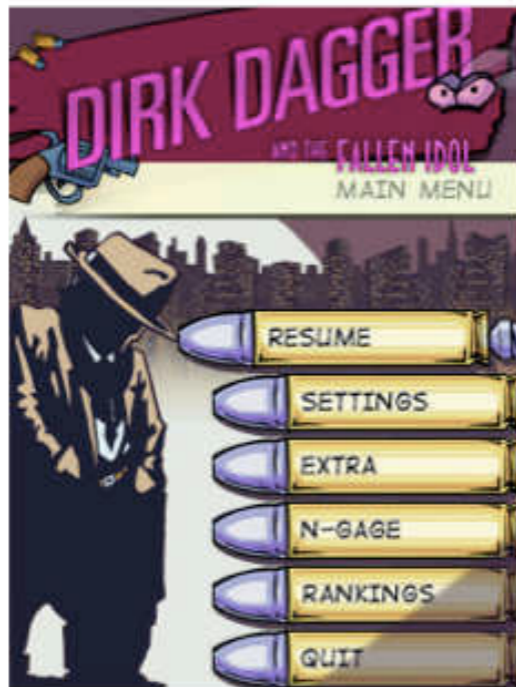 DIRK DAGGER
AND THE FALLEN IDOL
MAIN MENU
RESUME
SETTINGS
EXTRA
N-GAGE
RANKINGS
QUIT